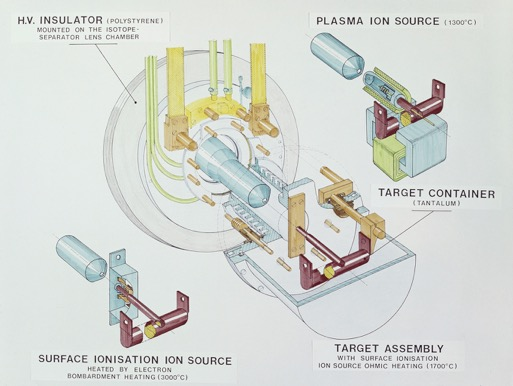 H.V. INSULATOR (POLYSTYRENE)
MOUNTED ON THE ISOTOPE-
SEPARATOR LENS CHAMBER
PLASMA ION SOURCE (1300°C)
TARGET CONTAINER
(TANTALUM)
SURFACE IONISATION ION SOURCE
HEATED BY ELECTRON
BOMBARDMENT HEATING (3000°C)
TARGET ASSEMBLY
WITH SURFACE IONISATION
ION SOURCE OHMIC HEATING (1700°C)